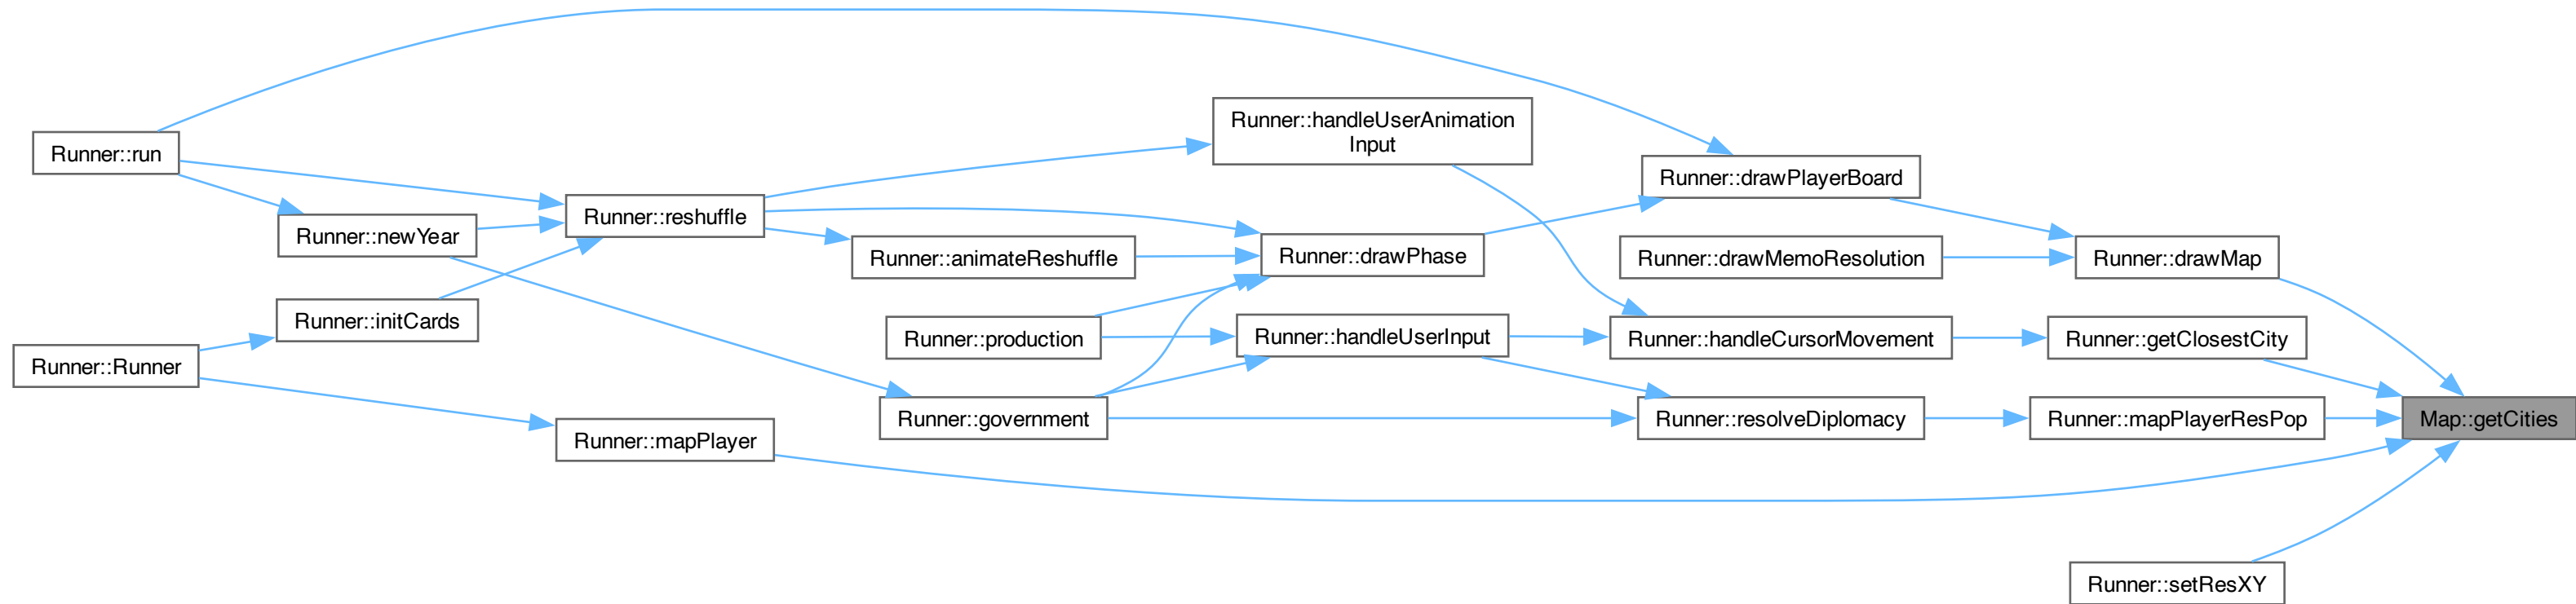 Runner::handleUserAnimation
Input
Runner::run
Runner::drawPlayerBoard
Runner::reshuffle
Runner::newYear
Runner::animateReshuffle
Runner::drawPhase
Runner::drawMemoResolution
Runner::drawMap
Runner::initCards
Runner::production
Runner::handleUserInput
Runner::handleCursorMovement
Runner::getClosestCity
Runner::Runner
Runner::government
Runner::resolveDiplomacy
Runner::mapPlayerResPop
Map::getCities
Runner::mapPlayer
Runner::setResXY